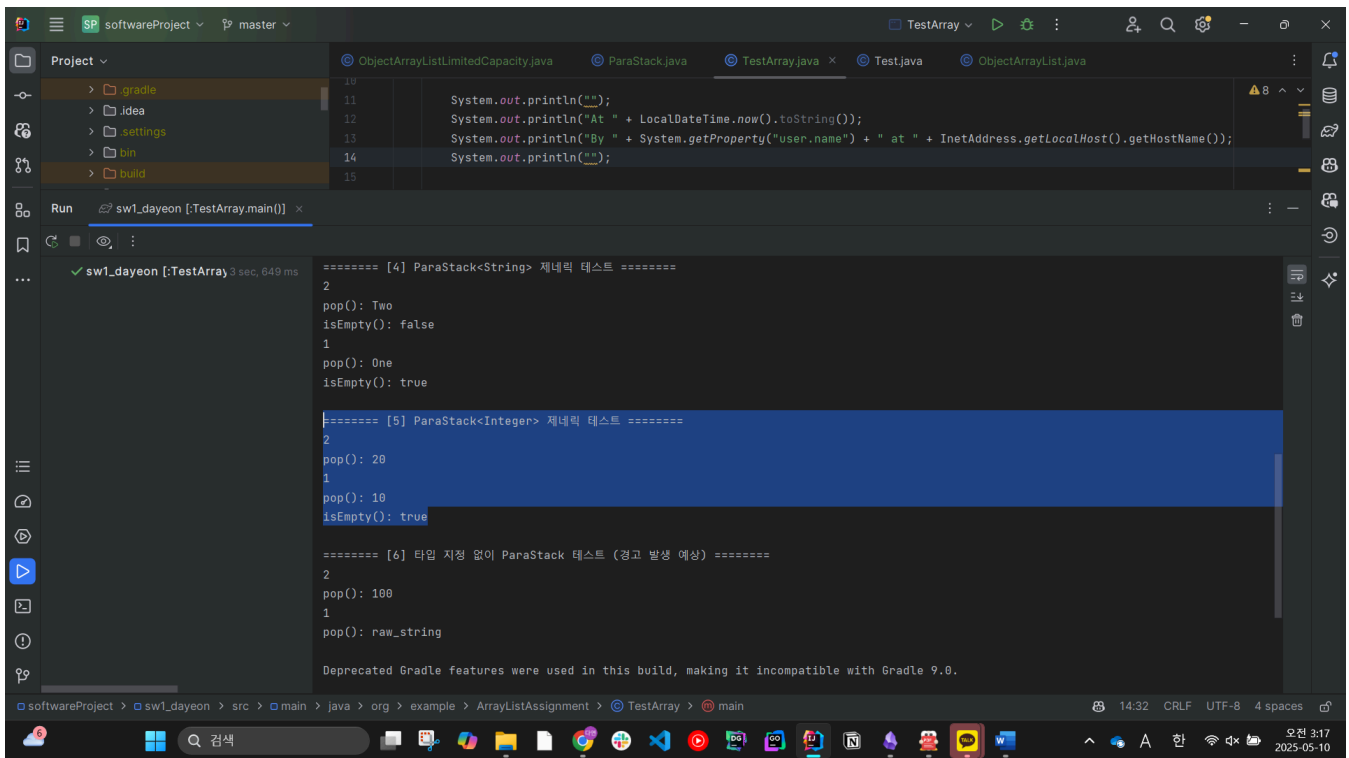 SP softwareProject master TestArray
Project
ObjectArrayListLimitedCapacity.java ParaStack.java TestArray.java Test.java ObjectArrayList.java
.gradle
.idea
.settings
bin
build
10
11 System.out.println("");
12 System.out.println("At " + LocalDateTime.now().toString());
13 System.out.println("By " + System.getProperty("user.name") + " at " + InetAddress.getLocalHost().getHostName());
14 System.out.println("");
15
8
Run sw1_dayeon [:TestArray.main()]
sw1_dayeon [:TestArray 3 sec, 649 ms
======== [4] ParaStack<String> 제네릭 테스트 ========
2
pop(): Two
isEmpty(): false
1
pop(): One
isEmpty(): true
======== [5] ParaStack<Integer> 제네릭 테스트 ========
2
pop(): 20
1
pop(): 10
isEmpty(): true
======== [6] 타입 지정 없이 ParaStack 테스트 (경고 발생 예상) ========
2
pop(): 100
1
pop(): raw_string
Deprecated Gradle features were used in this build, making it incompatible with Gradle 9.0.
softwareProject > sw1_dayeon > src > main > java > org > example > ArrayListAssignment > TestArray > main 14:32 CRLF UTF-8 4 spaces
6
검색
A 한
오전 3:17
2025-05-10